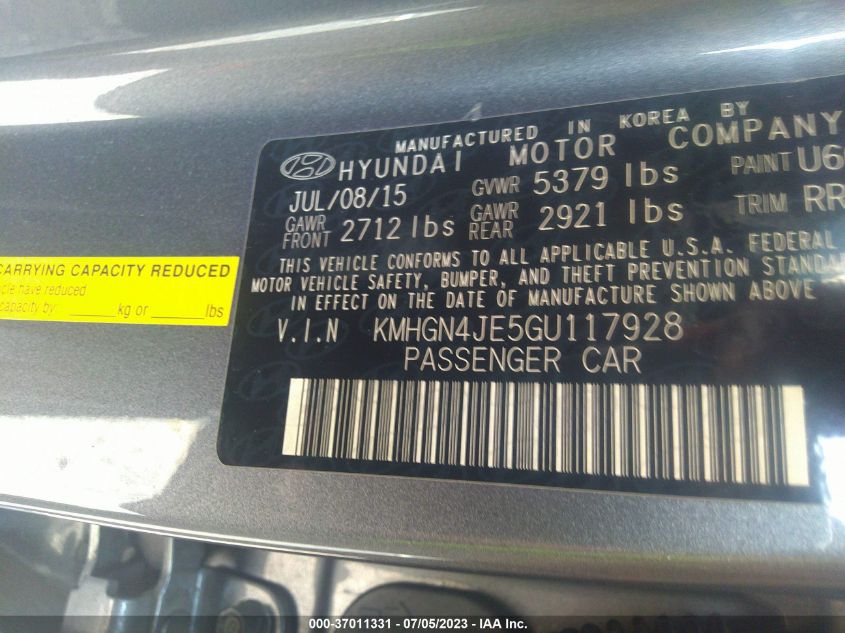 MANUFACTURED IN KOREA BY
HYUNDAI MOTOR COMPANY
JUL/08/15 GVWR 5379 lbs PAINT
GAWR FRONT 2712 lbs GAWR REAR 2921 lbs TRIM RR
THIS VEHICLE CONFORMS TO ALL APPLICABLE U.S.A. FEDERAL
MOTOR VEHICLE SAFETY, BUMPER, AND THEFT PREVENTION
IN EFFECT ON THE DATE OF MANUFACTURE SHOWN ABOVE
V.I.N KMHGN4JE5GU117928
PASSENGER CAR
CARRYING CAPACITY REDUCED
have reduced
capacity by: ______ kg or ______ lbs
000-37011331 / 07/05/2023 - IAA Inc.